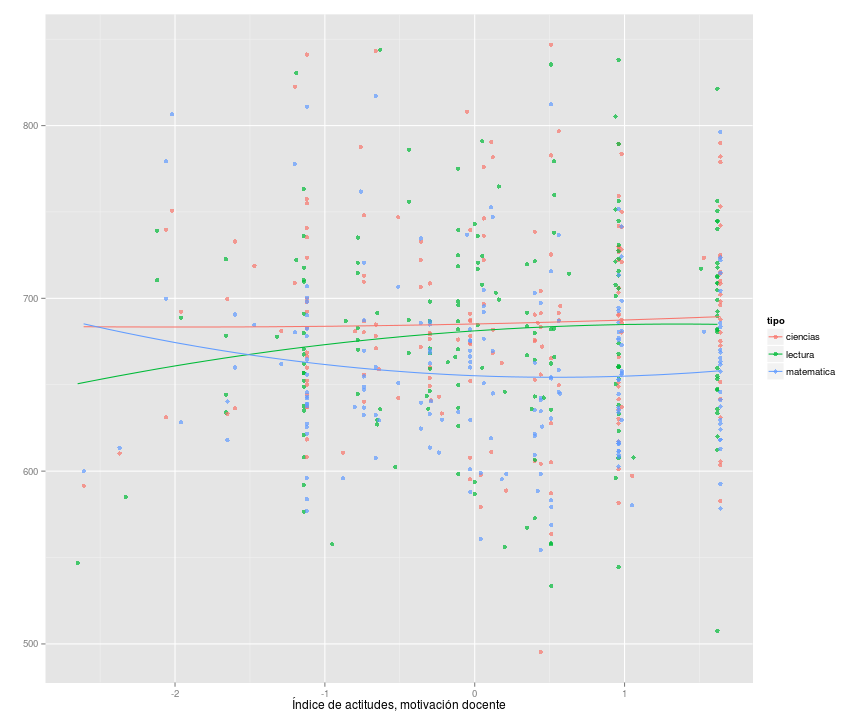 800
700
600
500
-2
-1
0
1
Índice de actitudes, motivación docente
tipo
ciencias
lectura
matematica